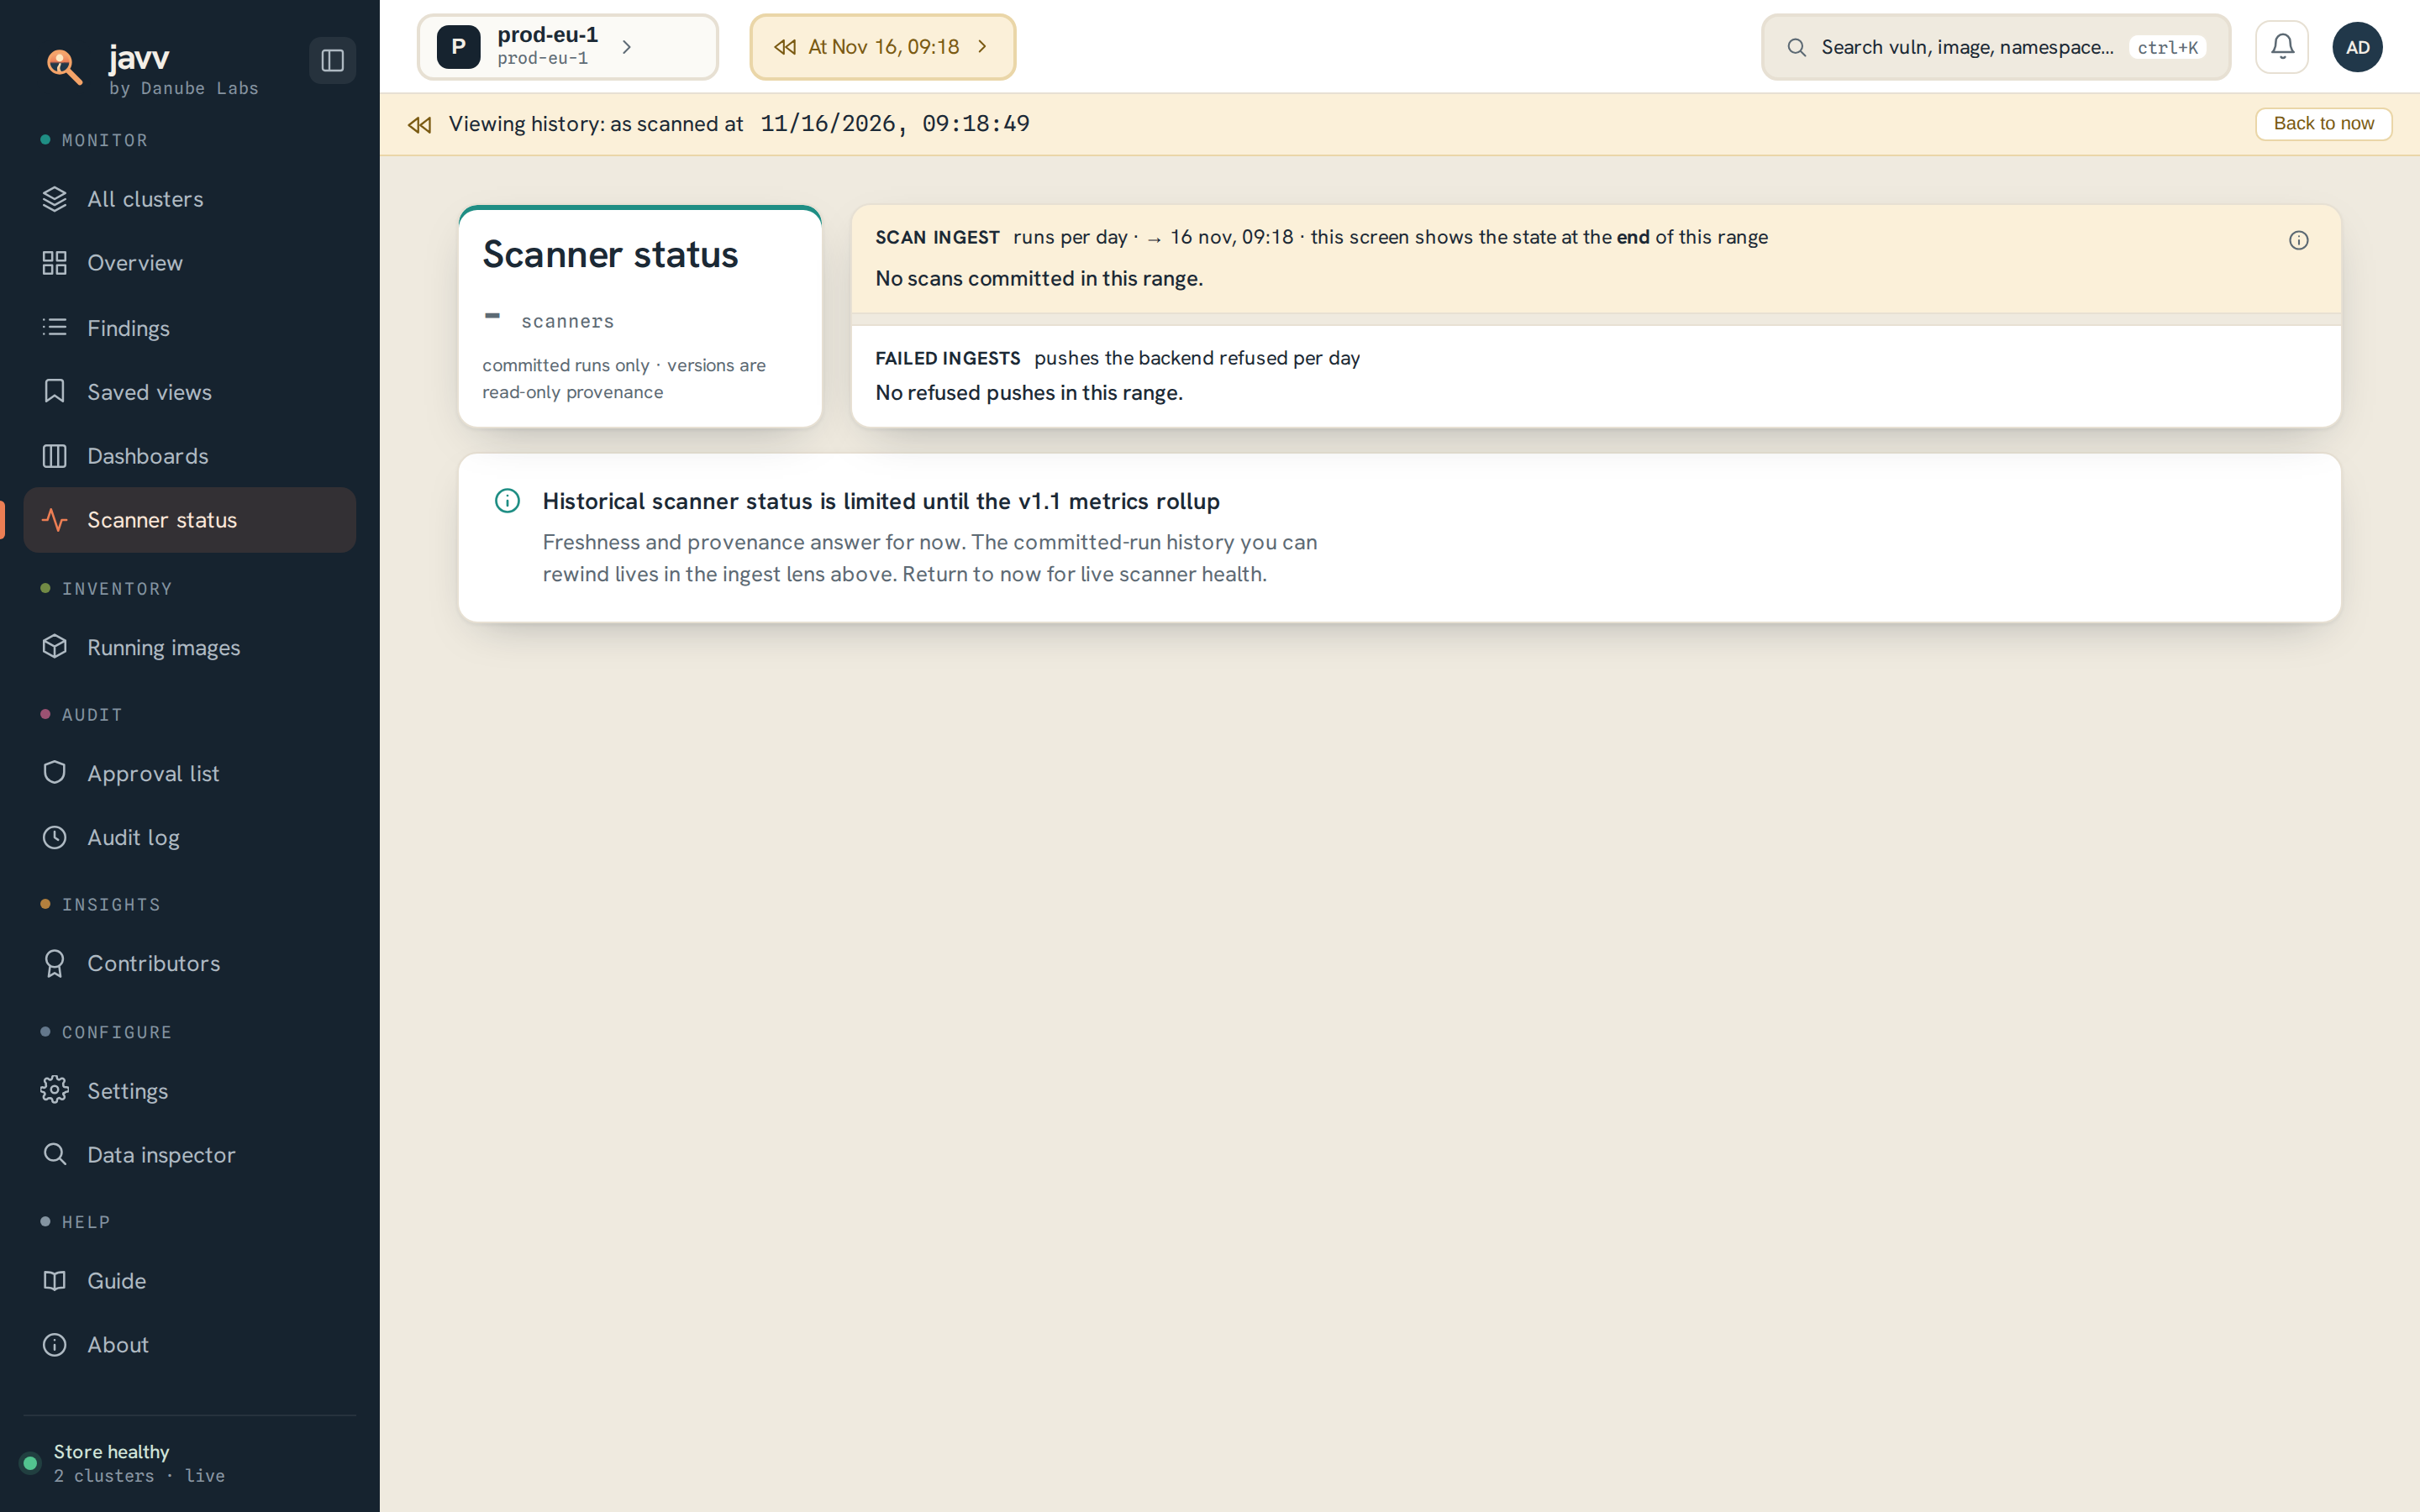 javv
by Danube Labs
MONITOR
All clusters
Overview
Findings
Saved views
Dashboards
Scanner status
INVENTORY
Running images
AUDIT
Approval list
Audit log
INSIGHTS
Contributors
CONFIGURE
Settings
Data inspector
HELP
Guide
About
Store healthy
2 clusters · live
P
prod-eu-1
prod-eu-1
At Nov 16, 09:18
Search vuln, image, namespace...
ctrl+K
AD
Viewing history: as scanned at 11/16/2026, 09:18:49
Back to now
Scanner status
- scanners
committed runs only · versions are
read-only provenance
SCAN INGEST runs per day · → 16 nov, 09:18 · this screen shows the state at the end of this range
No scans committed in this range.
FAILED INGESTS pushes the backend refused per day
No refused pushes in this range.
Historical scanner status is limited until the v1.1 metrics rollup
Freshness and provenance answer for now. The committed-run history you can
rewind lives in the ingest lens above. Return to now for live scanner health.